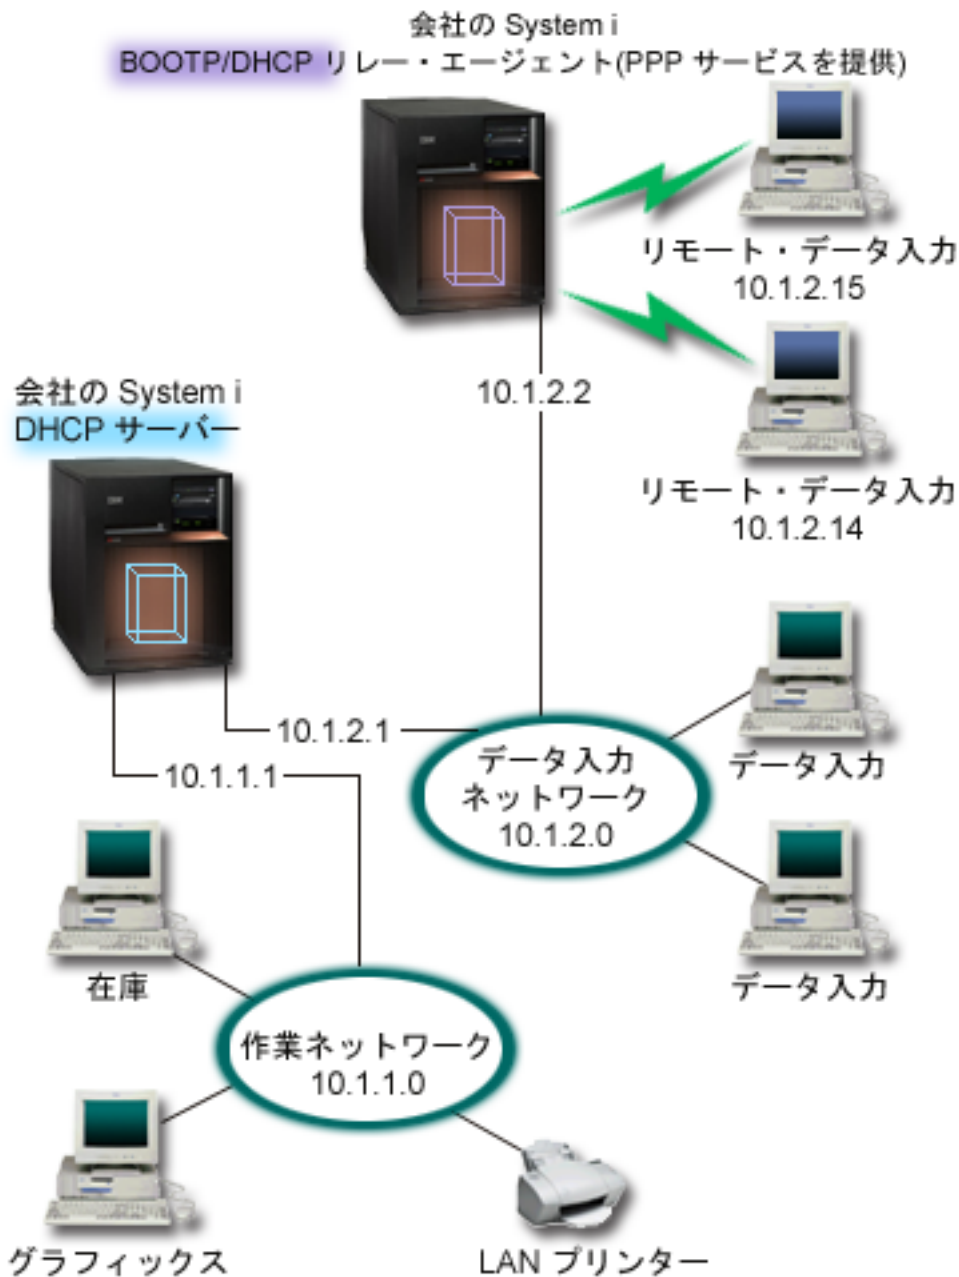 会社の System i
BOOTP/DHCP リレー・エージェント(PPP サービスを提供)
リモート・データ入力
10.1.2.15
10.1.2.2
会社の System i
DHCP サーバー
リモート・データ入力
10.1.2.14
10.1.2.1
10.1.1.1
データ入力
ネットワーク
10.1.2.0
データ入力
データ入力
在庫
作業ネットワーク
10.1.1.0
グラフィックス
LAN プリンター